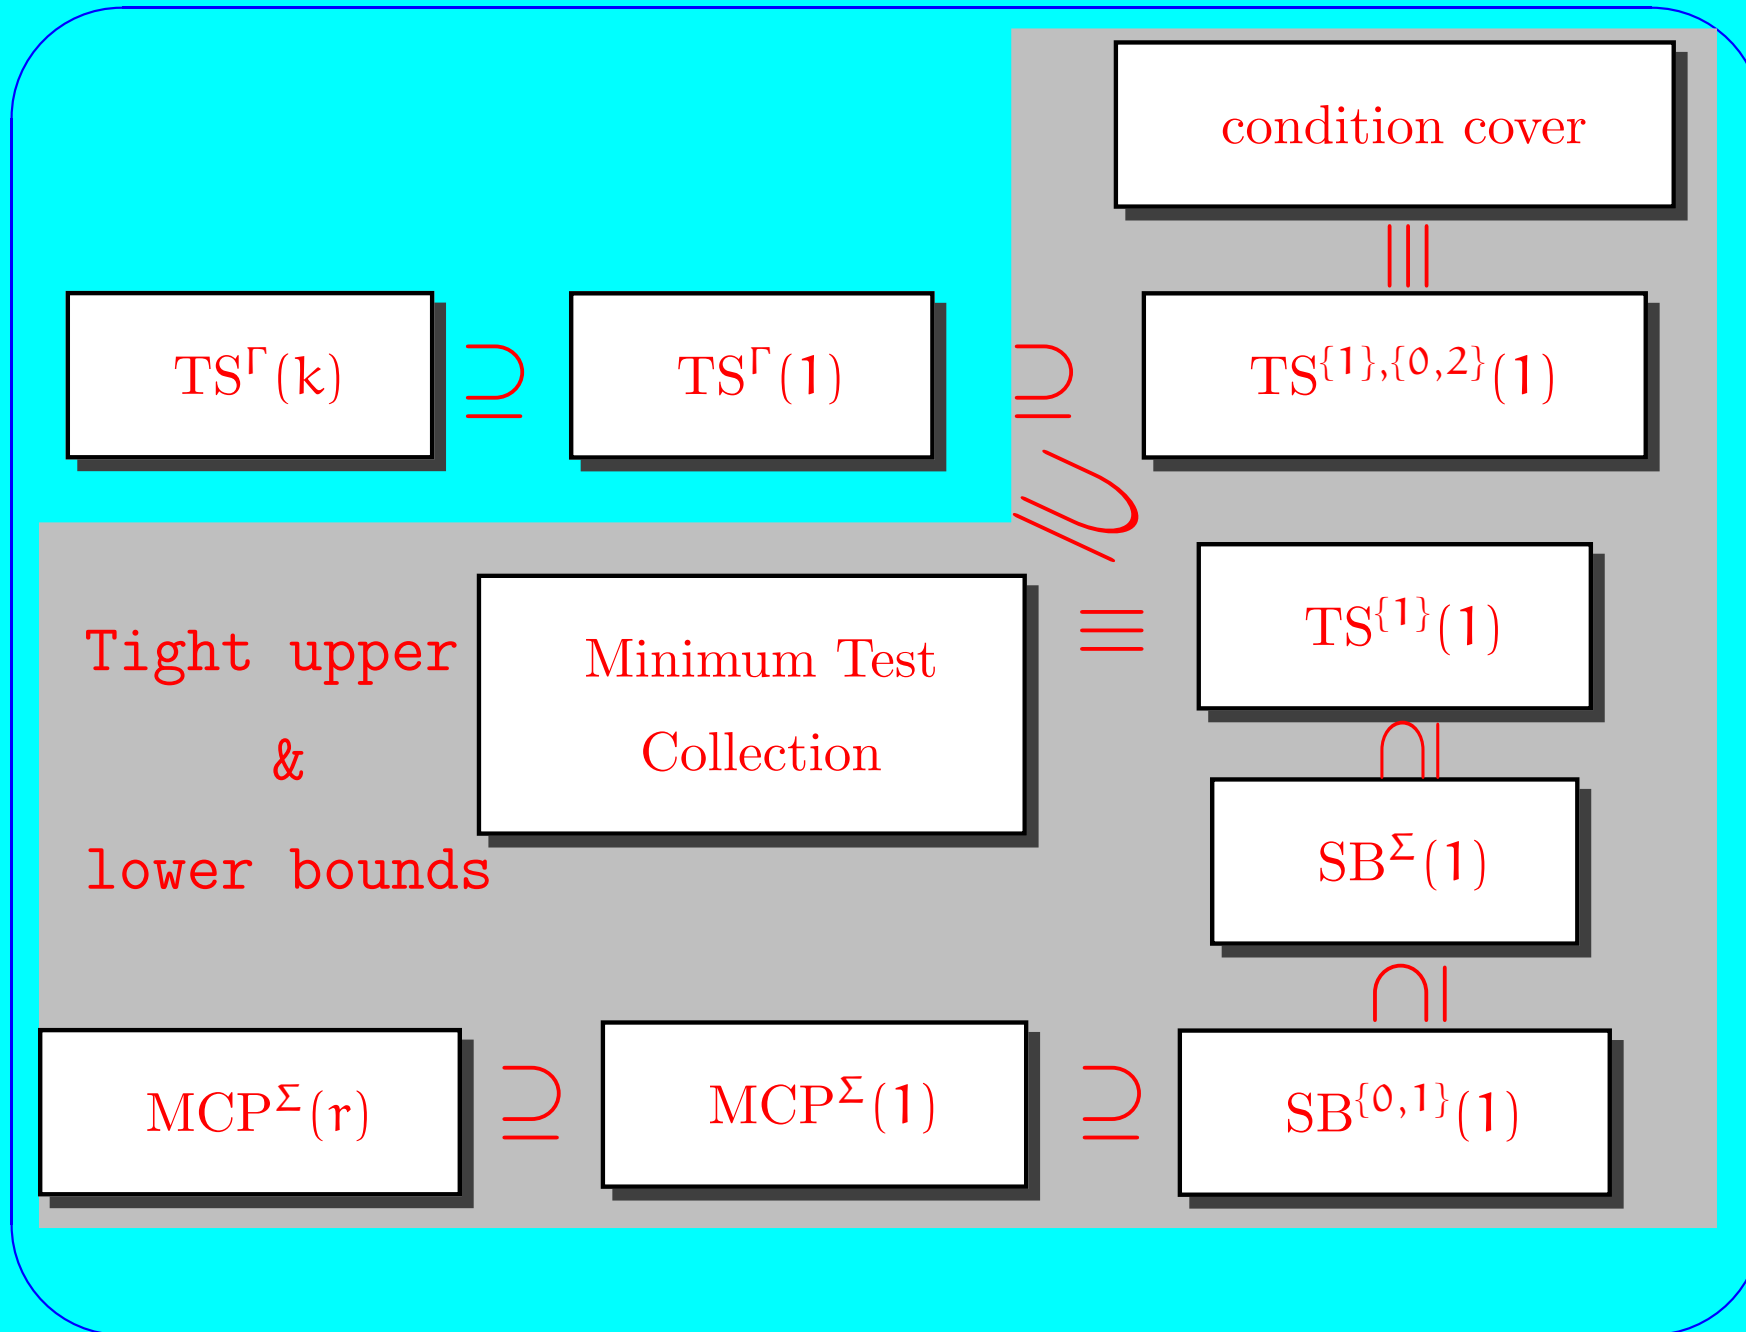 condition cover
|||
TS^Γ(k) ⊇ TS^Γ(1) ⊇ TS^{1},{0,2}(1)
⊇
Tight upper
&
lower bounds
Minimum Test
Collection
≡ TS^{1}(1)
∩|
SB^Σ(1)
∩|
MCP^Σ(r) ⊇ MCP^Σ(1) ⊇ SB^{0,1}(1)